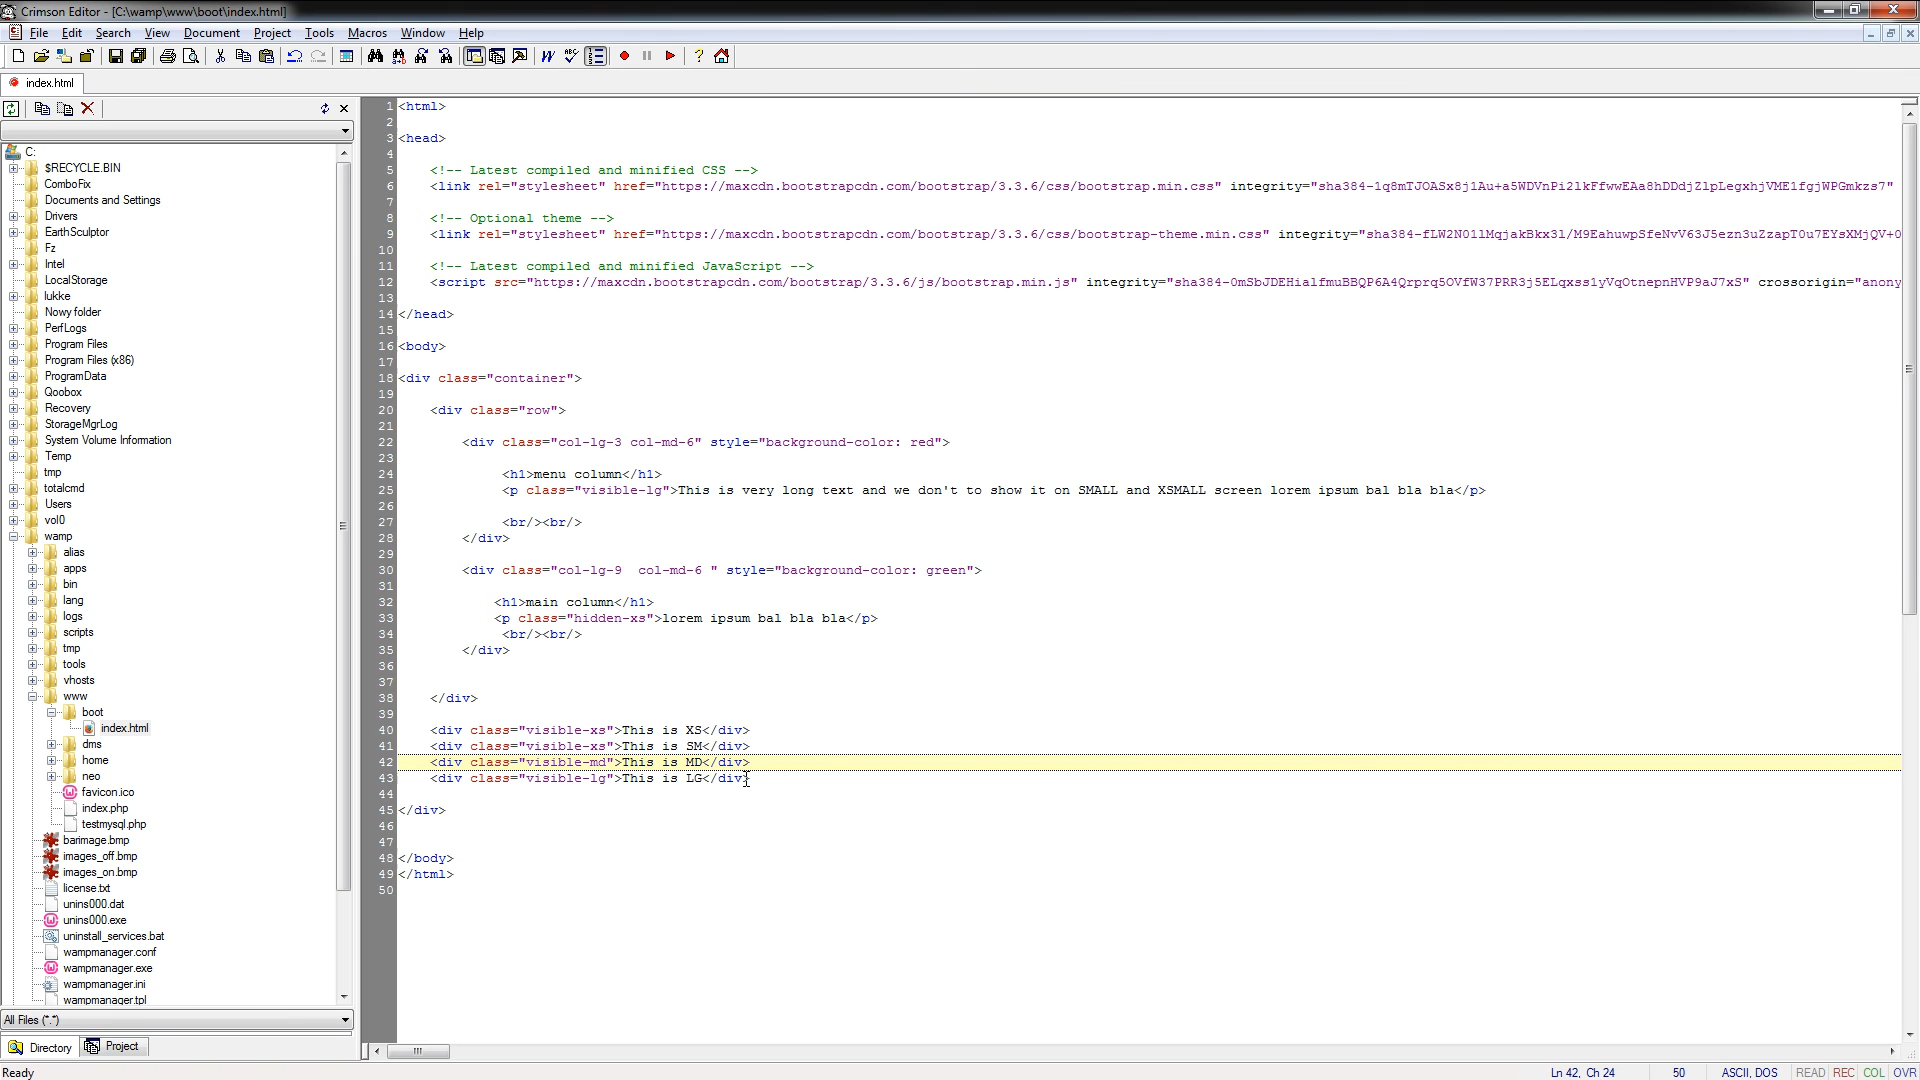 Crimson Editor - [C:\wamp\www\boot\index.html]
File Edit Search View Document Project Tools Macros Window Help
index.html
C:
$RECYCLE.BIN
ComboFix
Documents and Settings
Drivers
EarthSculptor
Fz
Intel
LocalStorage
lukke
Nowy folder
PerfLogs
Program Files
Program Files (x86)
ProgramData
Qoobox
Recovery
StorageMgrLog
System Volume Information
Temp
tmp
totalcmd
Users
vol0
wamp
alias
apps
bin
lang
logs
scripts
tmp
tools
vhosts
www
boot
index.html
dms
home
neo
favicon.ico
index.php
testmysql.php
barimage.bmp
images_off.bmp
images_on.bmp
license.txt
unins000.dat
unins000.exe
uninstall_services.bat
wampmanager.conf
wampmanager.exe
wampmanager.ini
wampmanager.tpl
All Files (*.*)
Directory Project
1 <html>
2
3 <head>
4
5 <!-- Latest compiled and minified CSS -->
6 <link rel="stylesheet" href="https://maxcdn.bootstrapcdn.com/bootstrap/3.3.6/css/bootstrap.min.css" integrity="sha384-1q8mTJOASx8j1Au+a5WDVnPi2lkFfwwEAa8hDDdjZlpLegxhjVME1fgjWPGmkzs7"
7
8 <!-- Optional theme -->
9 <link rel="stylesheet" href="https://maxcdn.bootstrapcdn.com/bootstrap/3.3.6/css/bootstrap-theme.min.css" integrity="sha384-fLW2N01lMqjakBkx3l/M9EahuwpSfeNvV63J5ezn3uZzapT0u7EYsXMjQV+0
10
11 <!-- Latest compiled and minified JavaScript -->
12 <script src="https://maxcdn.bootstrapcdn.com/bootstrap/3.3.6/js/bootstrap.min.js" integrity="sha384-0mSbJDEHialfmuBBQP6A4Qrprq5OVfW37PRR3j5ELqxss1yVqOtnepnHVP9aJ7xS" crossorigin="anony
13
14 </head>
15
16 <body>
17
18 <div class="container">
19
20 <div class="row">
21
22 <div class="col-lg-3 col-md-6" style="background-color: red">
23
24 <h1>menu column</h1>
25 <p class="visible-lg">This is very long text and we don't to show it on SMALL and XSMALL screen lorem ipsum bal bla bla</p>
26
27 <br/><br/>
28 </div>
29
30 <div class="col-lg-9  col-md-6 " style="background-color: green">
31
32 <h1>main column</h1>
33 <p class="hidden-xs">lorem ipsum bal bla bla</p>
34 <br/><br/>
35 </div>
36
37
38 </div>
39
40 <div class="visible-xs">This is XS</div>
41 <div class="visible-xs">This is SM</div>
42 <div class="visible-md">This is MD</div>
43 <div class="visible-lg">This is LG</div>
44
45 </div>
46
47
48 </body>
49 </html>
50
Ready Ln 42, Ch 24 50 ASCII, DOS READ REC COL OVR